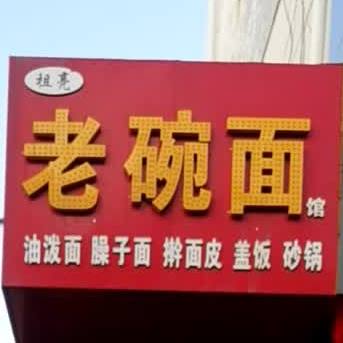 祖亮
老碗面馆
油泼面 臊子面 擀面皮 盖饭 砂锅